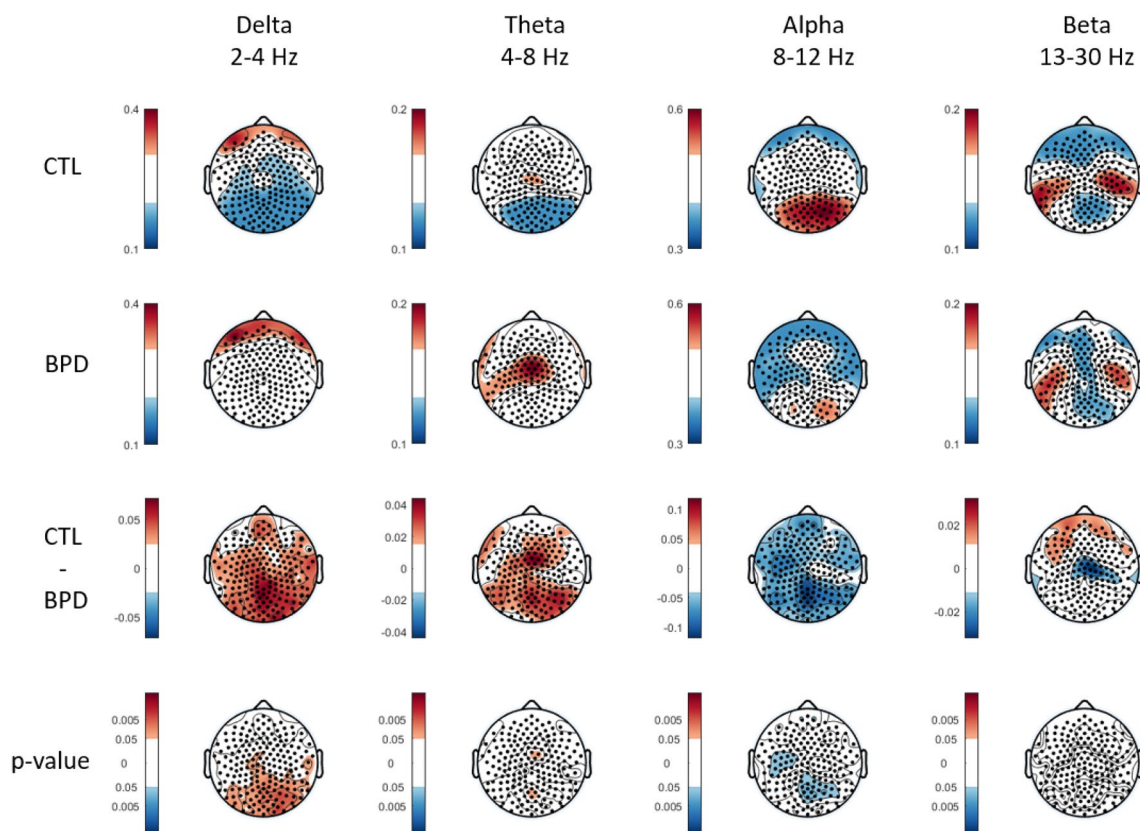 Delta Theta Alpha Beta
2-4 Hz 4-8 Hz 8-12 Hz 13-30 Hz
0.4 0.2 0.6 0.2
CTL
0.1 0.1 0.3 0.1
0.4 0.2 0.6 0.2
BPD
0.1 0.1 0.3 0.1
CTL
-
BPD
0.05 0.04 0.1 0.02
0.02 0.05
0 0 0 0
-0.02 -0.05
-0.05 -0.04 -0.1 -0.02
p-value
0.005 0.005 0.005 0.005
0.05 0.05 0.05 0.05
0 0 0 0
0.05 0.05 0.05 0.05
0.005 0.005 0.005 0.005